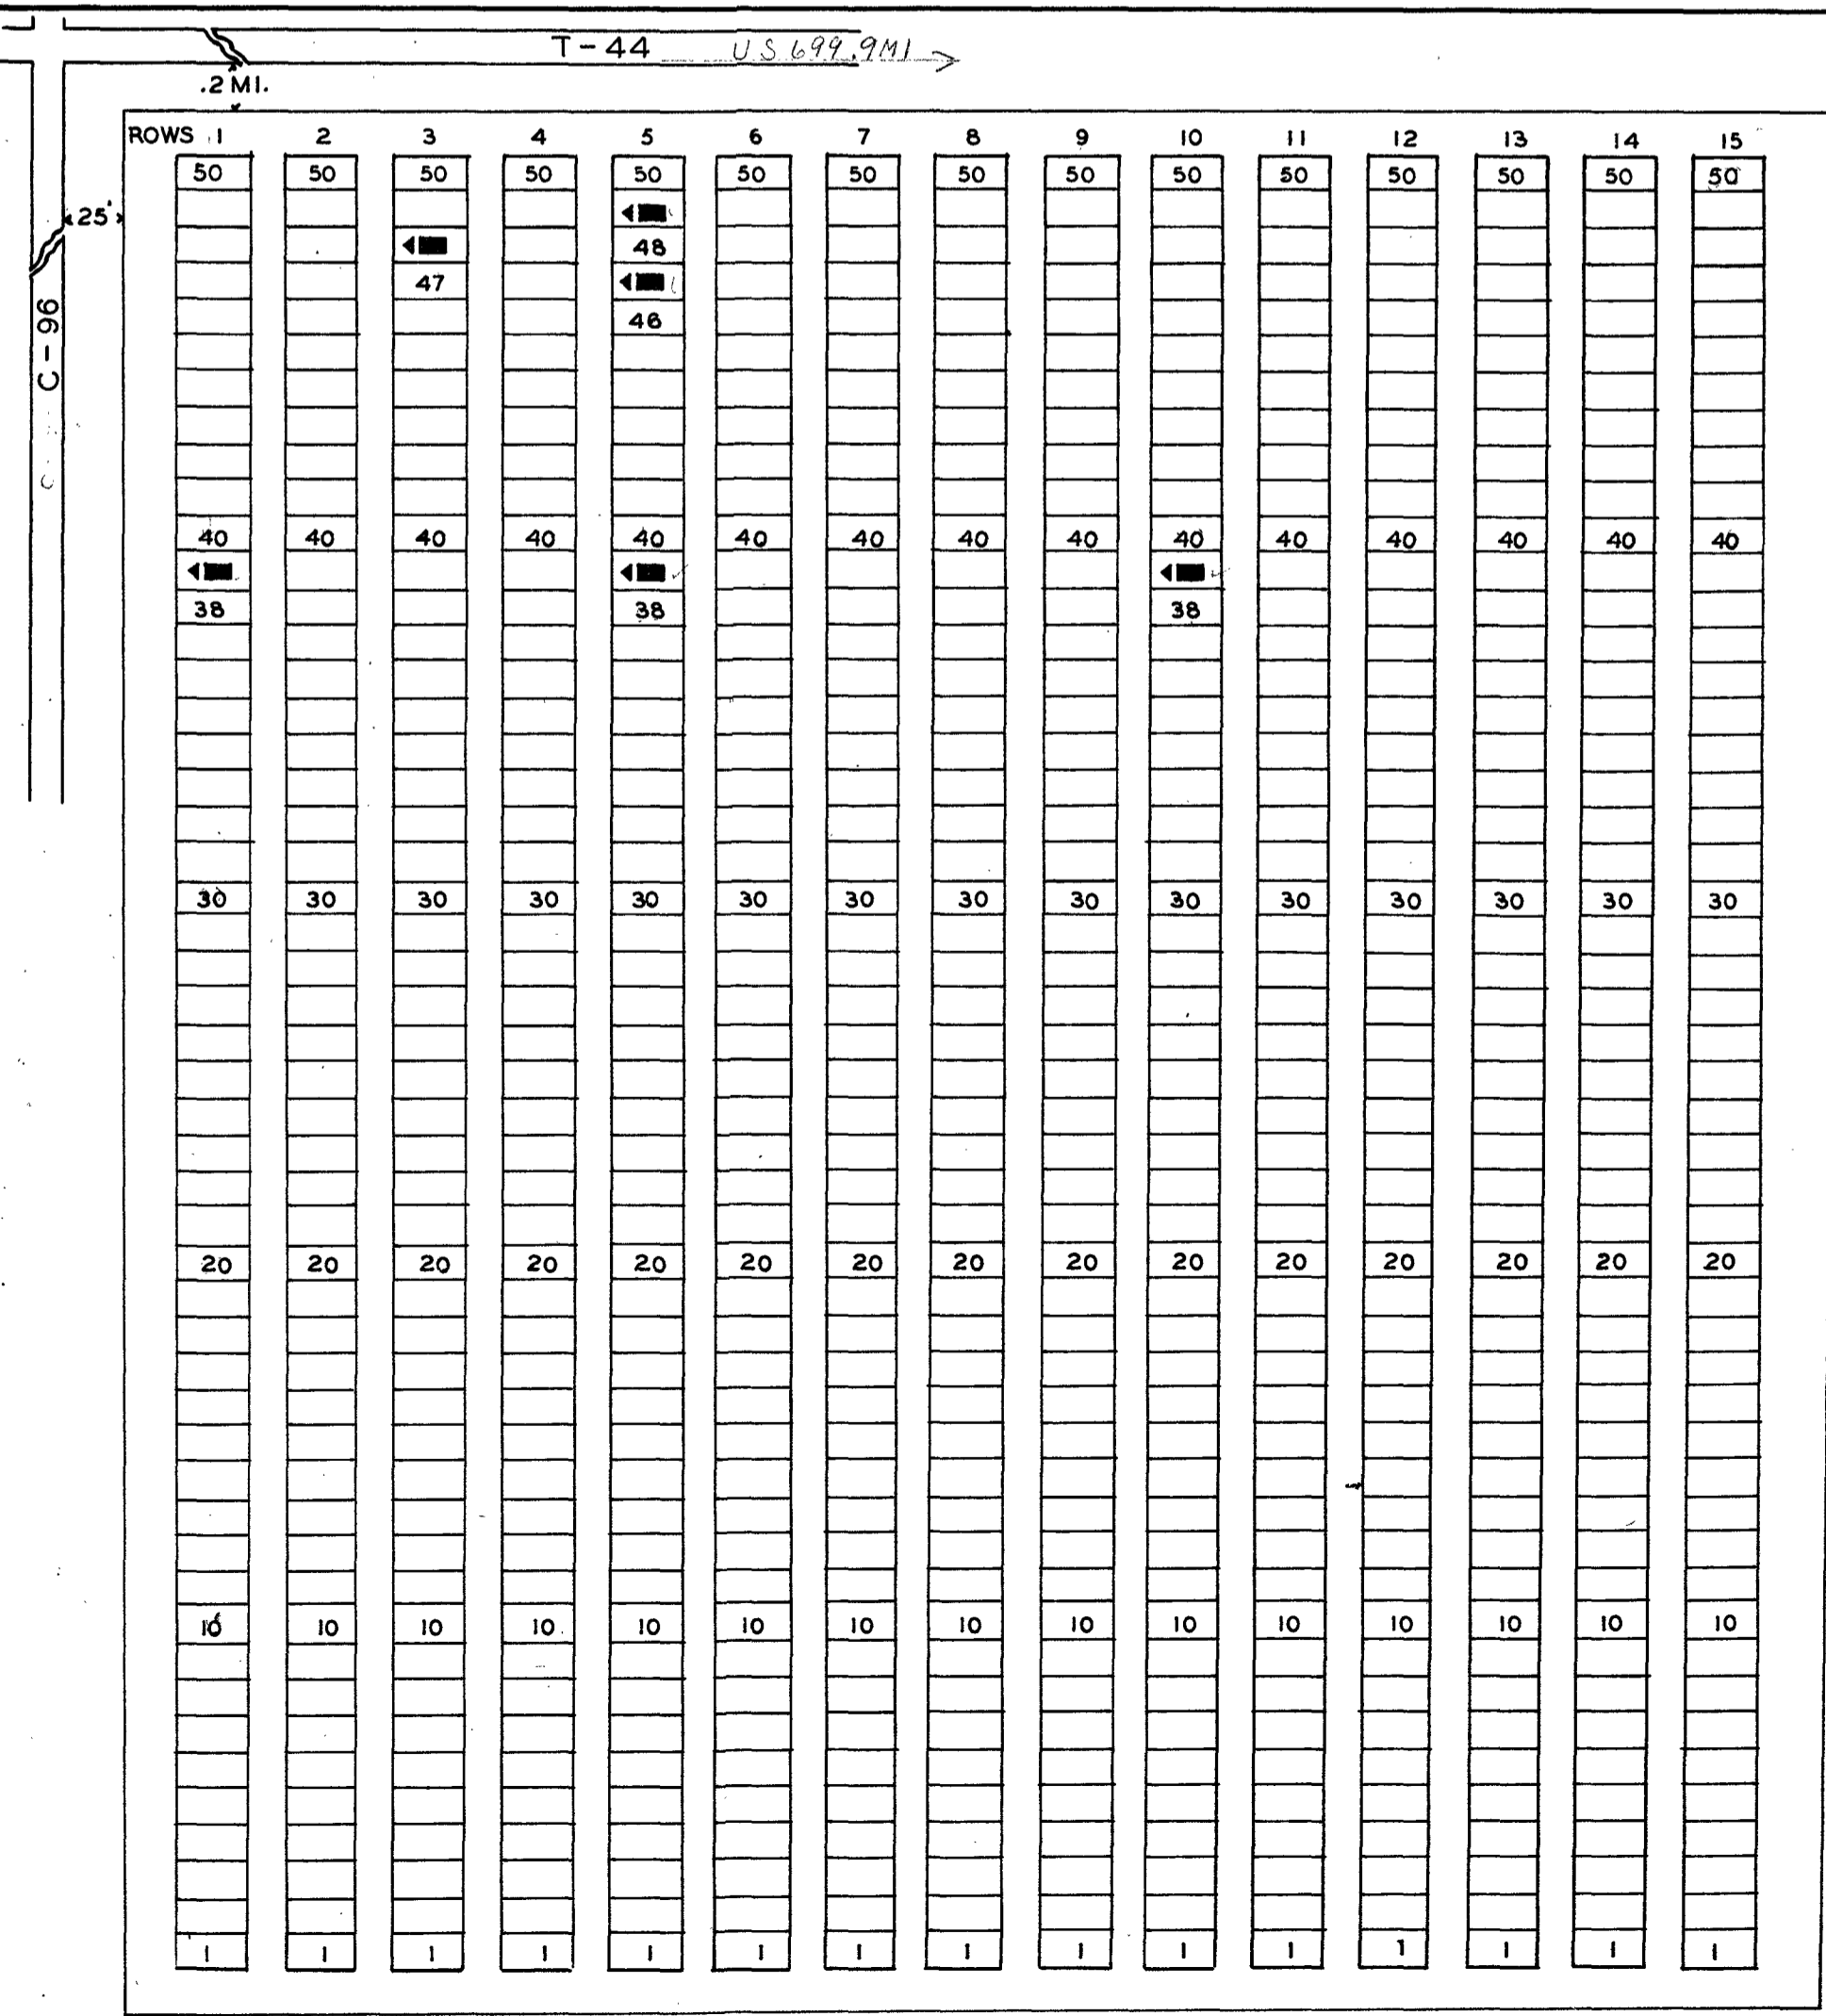 T-44 US 699.9MI
.2 MI.
ROWS 1 2 3 4 5 6 7 8 9 10 11 12 13 14 15
50 50 50 50 50 50 50 50 50 50 50 50 50 50 50
25'
48
47
46
C-96
40 40 40 40 40 40 40 40 40 40 40 40 40 40 40
38 38 38
30 30 30 30 30 30 30 30 30 30 30 30 30 30 30
20 20 20 20 20 20 20 20 20 20 20 20 20 20 20
10 10 10 10 10 10 10 10 10 10 10 10 10 10 10
1 1 1 1 1 1 1 1 1 1 1 1 1 1 1